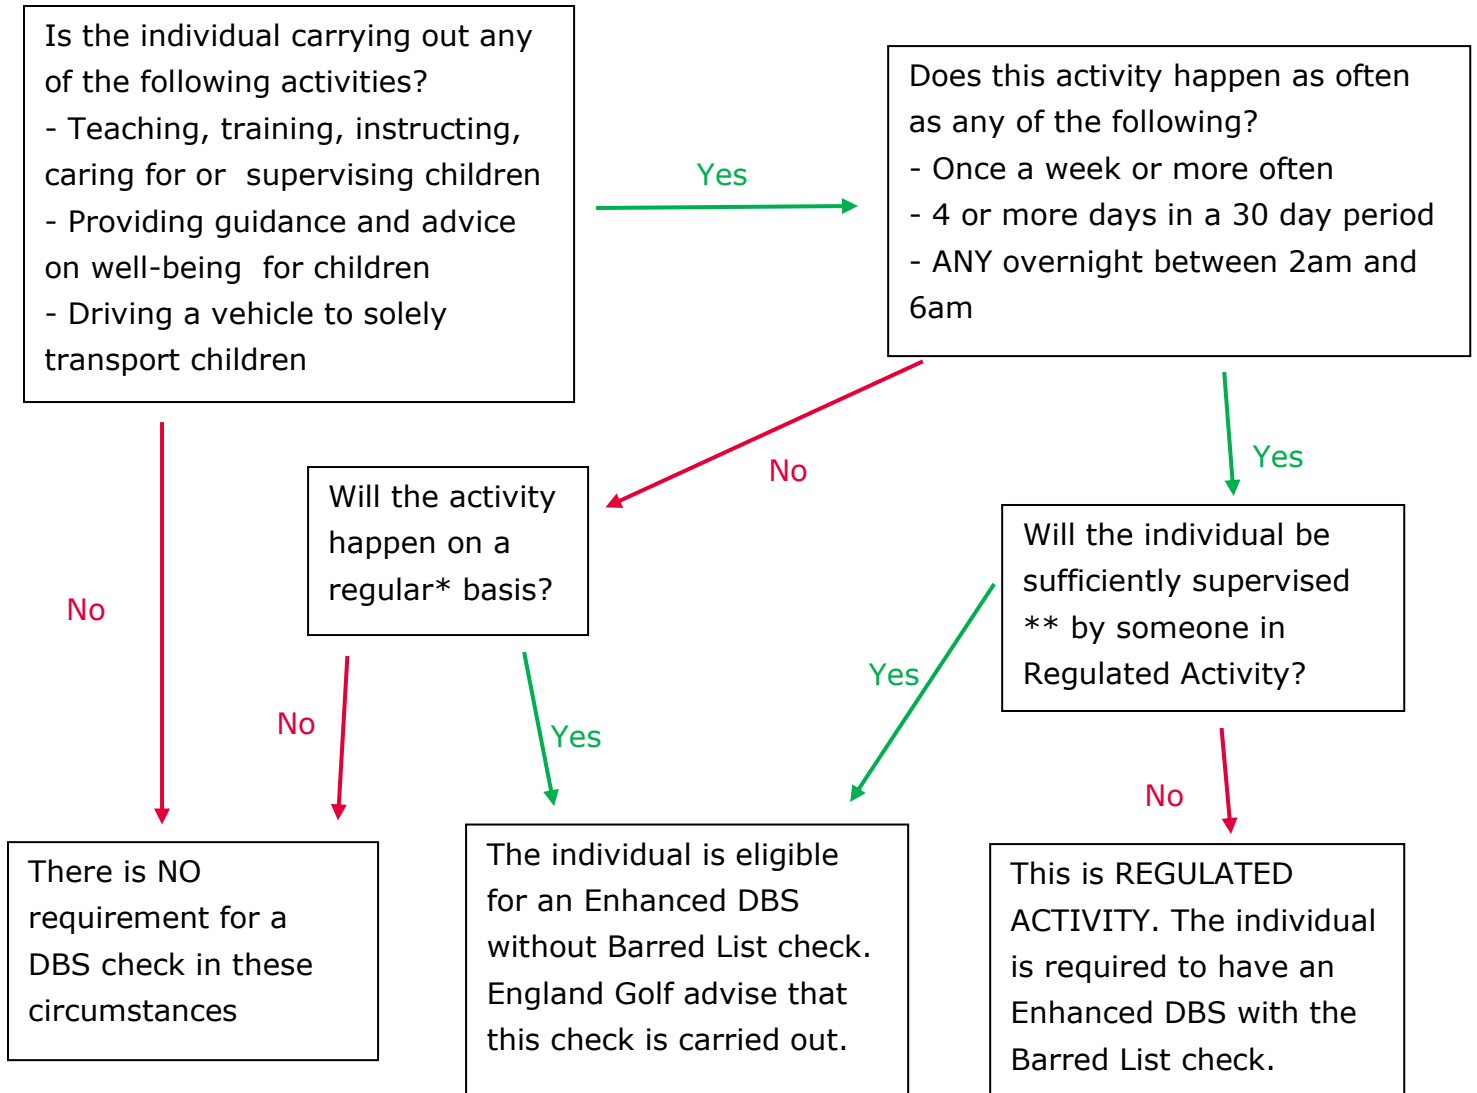 Is the individual carrying out any
of the following activities?
- Teaching, training, instructing,
caring for or  supervising children
- Providing guidance and advice
on well-being  for children
- Driving a vehicle to solely
transport children
Yes
Does this activity happen as often
as any of the following?
- Once a week or more often
- 4 or more days in a 30 day period
- ANY overnight between 2am and
6am
No
Yes
Will the activity
happen on a
regular* basis?
Will the individual be
sufficiently supervised
** by someone in
Regulated Activity?
No
No
Yes
Yes
No
There is NO
requirement for a
DBS check in these
circumstances
The individual is eligible
for an Enhanced DBS
without Barred List check.
England Golf advise that
this check is carried out.
This is REGULATED
ACTIVITY. The individual
is required to have an
Enhanced DBS with the
Barred List check.